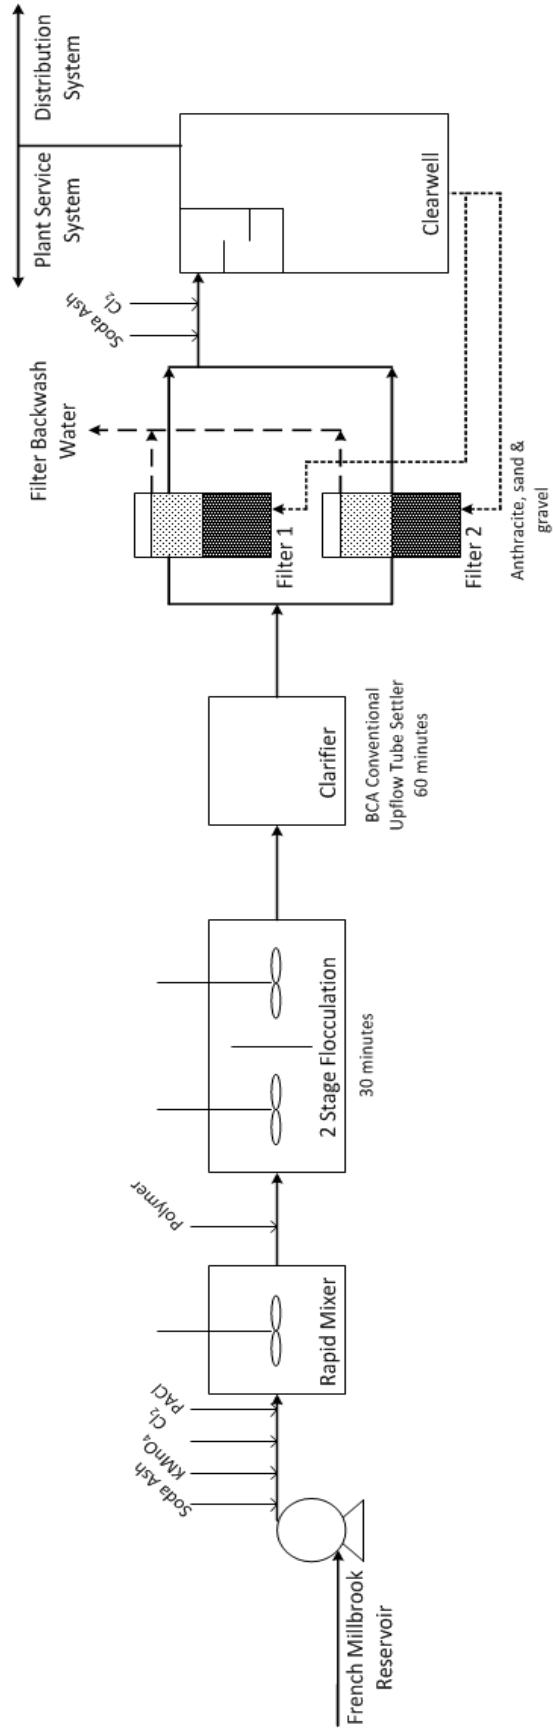 French Millbrook
Reservoir
Soda Ash
KMnO₄
Cl₂
PACl
Rapid Mixer
Polymer
2 Stage Flocculation
30 minutes
Clarifier
BCA Conventional
Upflow Tube Settler
60 minutes
Filter 1
Filter 2
Anthracite, sand &
gravel
Filter Backwash
Water
Soda Ash
Cl₂
Clearwell
Plant Service
System
Distribution
System